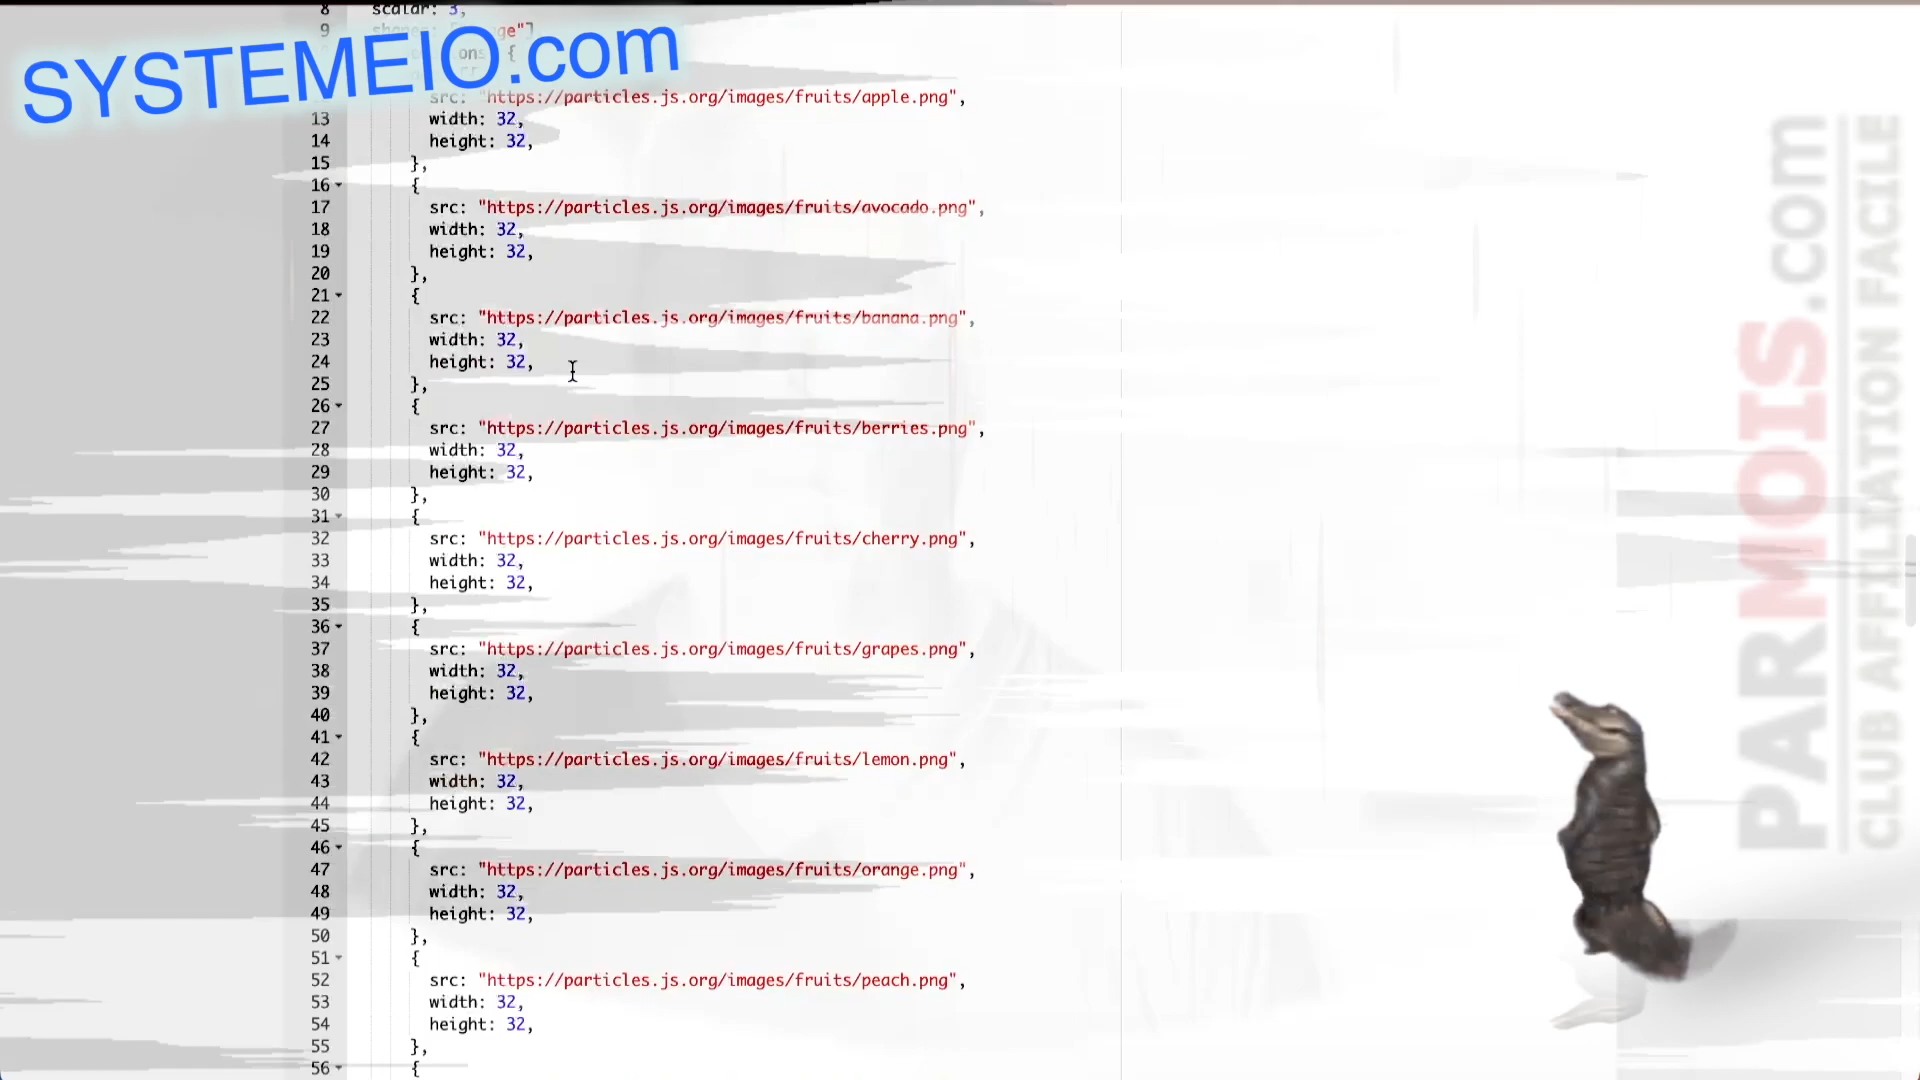 8 scalar: 3,
9
SYSTEMEIO.com
src: "https://particles.js.org/images/fruits/apple.png",
13 width: 32,
14 height: 32,
15 },
16 {
17 src: "https://particles.js.org/images/fruits/avocado.png",
18 width: 32,
19 height: 32,
20 },
21 {
22 src: "https://particles.js.org/images/fruits/banana.png",
23 width: 32,
24 height: 32,
25 },
26 {
27 src: "https://particles.js.org/images/fruits/berries.png",
28 width: 32,
29 height: 32,
30 },
31 {
32 src: "https://particles.js.org/images/fruits/cherry.png",
33 width: 32,
34 height: 32,
35 },
36 {
37 src: "https://particles.js.org/images/fruits/grapes.png",
38 width: 32,
39 height: 32,
40 },
41 {
42 src: "https://particles.js.org/images/fruits/lemon.png",
43 width: 32,
44 height: 32,
45 },
46 {
47 src: "https://particles.js.org/images/fruits/orange.png",
48 width: 32,
49 height: 32,
50 },
51 {
52 src: "https://particles.js.org/images/fruits/peach.png",
53 width: 32,
54 height: 32,
55 },
56 {
PARMOIS.com
CLUB AFFILIATION FACILE